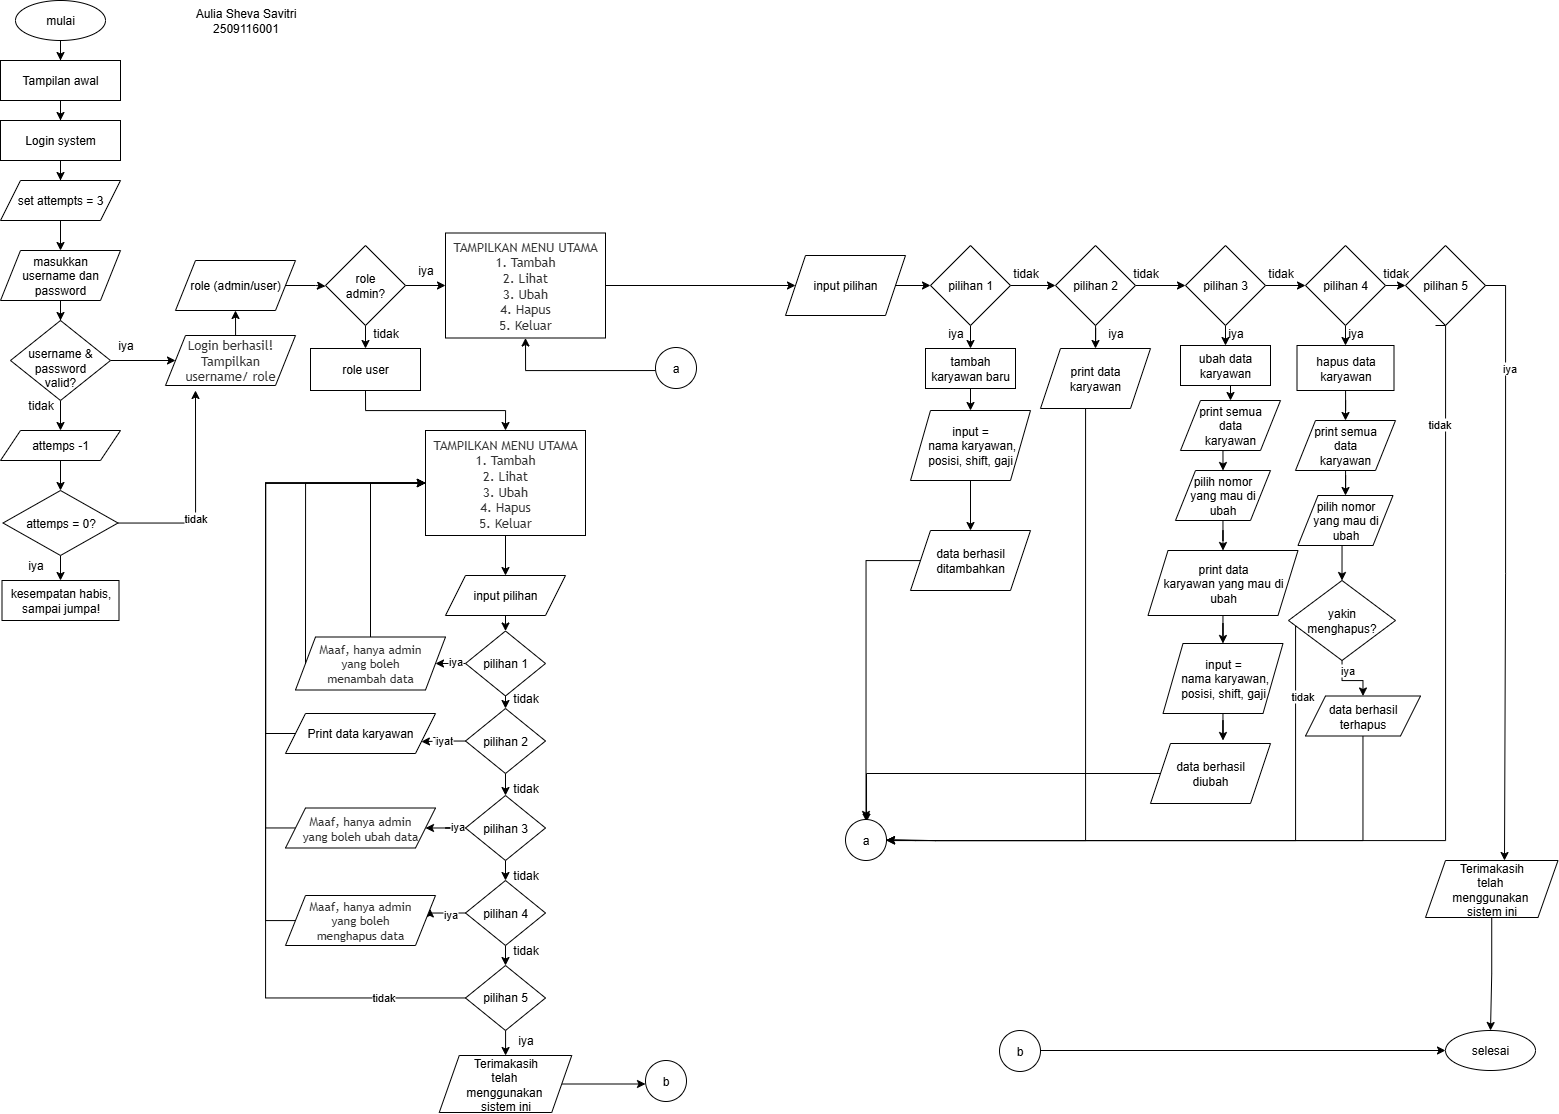 mulai
Aulia Sheva Savitri
2509116001
Tampilan awal
Login system
set attempts = 3
masukkan
username dan
password
username &
password
valid?
iya
tidak
attemps -1
attemps = 0?
tidak
iya
kesempatan habis,
sampai jumpa!
Login berhasil!
Tampilkan
username/ role
role (admin/user)
role
admin?
iya
tidak
role user
TAMPILKAN MENU UTAMA
1. Tambah
2. Lihat
3. Ubah
4. Hapus
5. Keluar
a
TAMPILKAN MENU UTAMA
1. Tambah
2. Lihat
3. Ubah
4. Hapus
5. Keluar
input pilihan
pilihan 1
iya
Maaf, hanya admin
yang boleh
menambah data
tidak
pilihan 2
iyat
Print data karyawan
tidak
pilihan 3
iya
Maaf, hanya admin
yang boleh ubah data
tidak
pilihan 4
iya
Maaf, hanya admin
yang boleh
menghapus data
tidak
pilihan 5
tidak
iya
Terimakasih
telah
menggunakan
sistem ini
b
input pilihan
pilihan 1
tidak
iya
tambah
karyawan baru
input =
nama karyawan,
posisi, shift, gaji
data berhasil
ditambahkan
pilihan 2
tidak
iya
print data
karyawan
pilihan 3
tidak
iya
ubah data
karyawan
print semua
data
karyawan
pilih nomor
yang mau di
ubah
print data
karyawan yang mau di
ubah
input =
nama karyawan,
posisi, shift, gaji
data berhasil
diubah
pilihan 4
tidak
iya
hapus data
karyawan
print semua
data
karyawan
pilih nomor
yang mau di
ubah
yakin
menghapus?
iya
tidak
data berhasil
terhapus
pilihan 5
iya
tidak
a
Terimakasih
telah
menggunakan
sistem ini
b
selesai